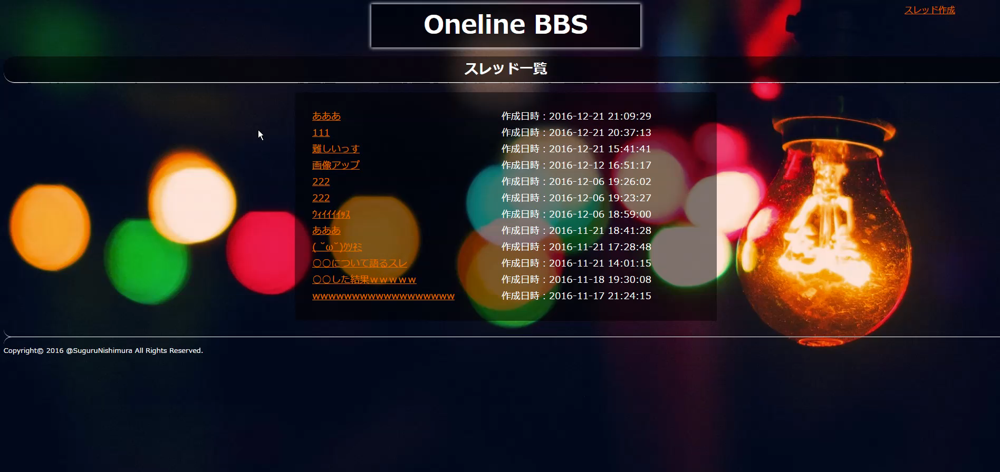 Oneline BBS
スレッド作成
スレッド一覧
あああ 作成日時：2016-12-21 21:09:29
111 作成日時：2016-12-21 20:37:13
難しいっす 作成日時：2016-12-21 15:41:41
画像アップ 作成日時：2016-12-12 16:51:17
222 作成日時：2016-12-06 19:26:02
222 作成日時：2016-12-06 19:23:27
ｳｨｲｲｲｲｯｽ 作成日時：2016-12-06 18:59:00
あああ 作成日時：2016-11-21 18:41:28
( ˘ω˘)ｸｿﾈﾐ 作成日時：2016-11-21 17:28:48
○○について語るスレ 作成日時：2016-11-21 14:01:15
○○した結果ｗｗｗｗｗ 作成日時：2016-11-18 19:30:08
wwwwwwwwwwwwwwwwww 作成日時：2016-11-17 21:24:15
Copyright© 2016 @SuguruNishimura All Rights Reserved.